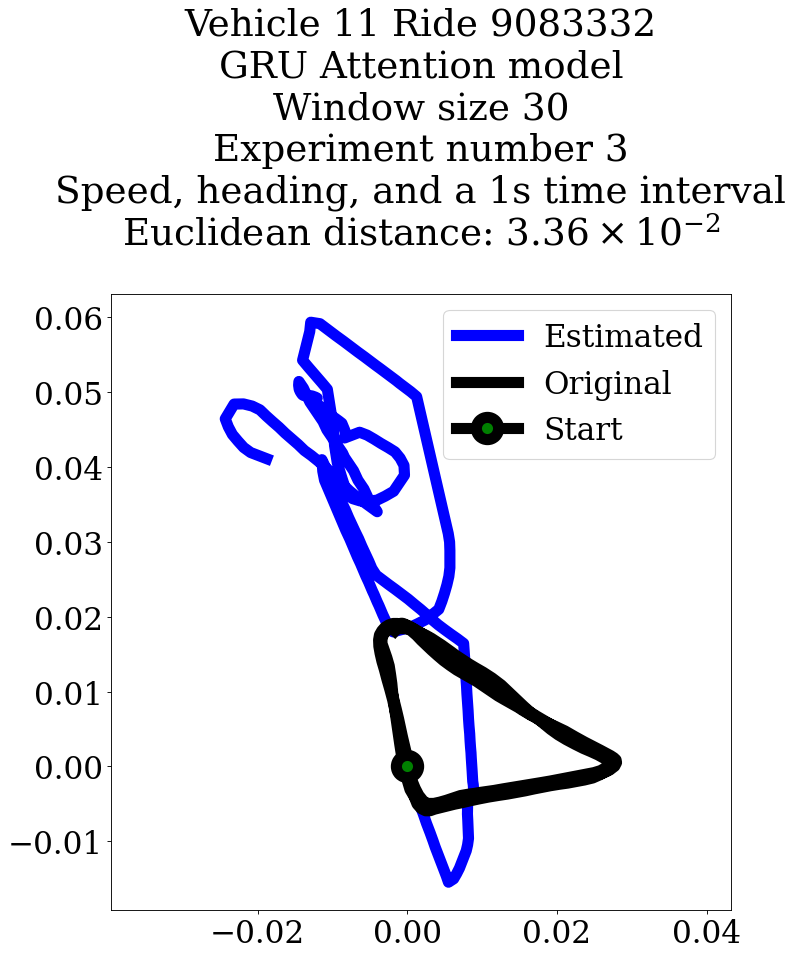 Vehicle 11 Ride 9083332
GRU Attention model
Window size 30
Experiment number 3
Speed, heading, and a 1s time interval
Euclidean distance: 3.36 × 10⁻²
Estimated
Original
Start
0.06
0.05
0.04
0.03
0.02
0.01
0.00
−0.01
−0.02 0.00 0.02 0.04